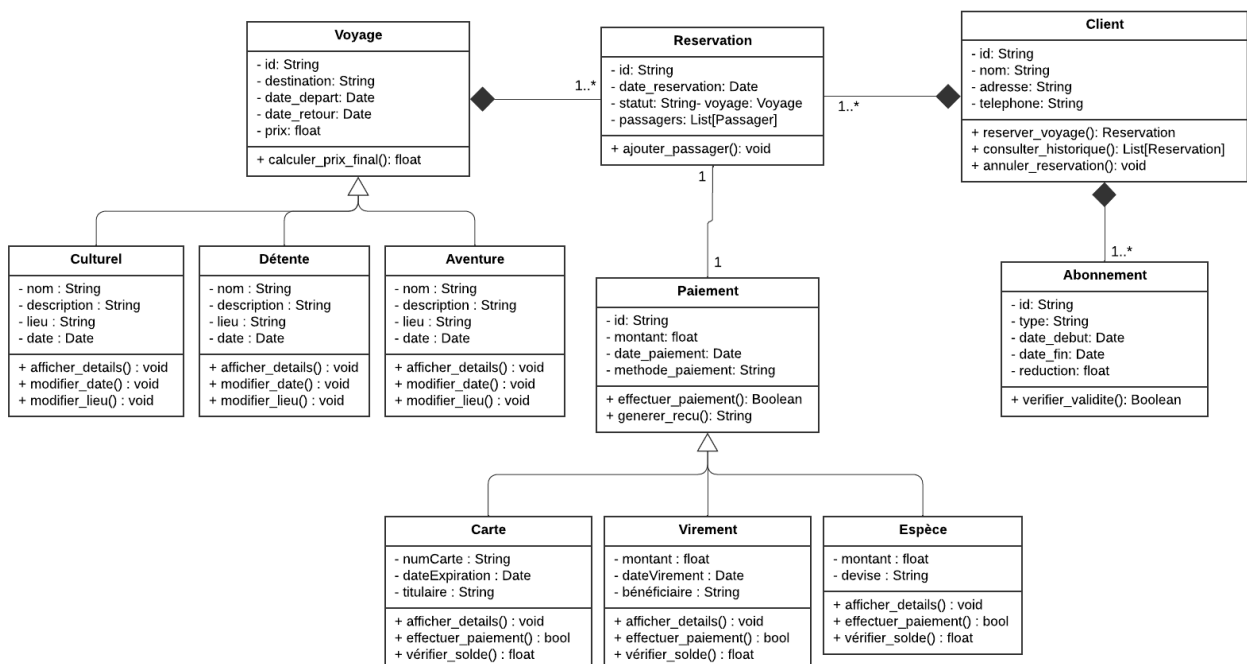 Voyage
- id: String
- destination: String
- date_depart: Date
- date_retour: Date
- prix: float
+ calculer_prix_final(): float
1..*
Reservation
- id: String
- date_reservation: Date
- statut: String- voyage: Voyage
- passagers: List[Passager]
+ ajouter_passager(): void
1..*
Client
- id: String
- nom: String
- adresse: String
- telephone: String
+ reserver_voyage(): Reservation
+ consulter_historique(): List[Reservation]
+ annuler_reservation(): void
1
1
1..*
Culturel
- nom : String
- description : String
- lieu : String
- date : Date
+ afficher_details() : void
+ modifier_date() : void
+ modifier_lieu() : void
Détente
- nom : String
- description : String
- lieu : String
- date : Date
+ afficher_details() : void
+ modifier_date() : void
+ modifier_lieu() : void
Aventure
- nom : String
- description : String
- lieu : String
- date : Date
+ afficher_details() : void
+ modifier_date() : void
+ modifier_lieu() : void
Paiement
- id: String
- montant: float
- date_paiement: Date
- methode_paiement: String
+ effectuer_paiement(): Boolean
+ generer_recu(): String
Abonnement
- id: String
- type: String
- date_debut: Date
- date_fin: Date
- reduction: float
+ verifier_validite(): Boolean
Carte
- numCarte : String
- dateExpiration : Date
- titulaire : String
+ afficher_details() : void
+ effectuer_paiement() : bool
+ vérifier_solde() : float
Virement
- montant : float
- dateVirement : Date
- bénéficiaire : String
+ afficher_details() : void
+ effectuer_paiement() : bool
+ vérifier_solde() : float
Espèce
- montant : float
- devise : String
+ afficher_details() : void
+ effectuer_paiement() : bool
+ vérifier_solde() : float